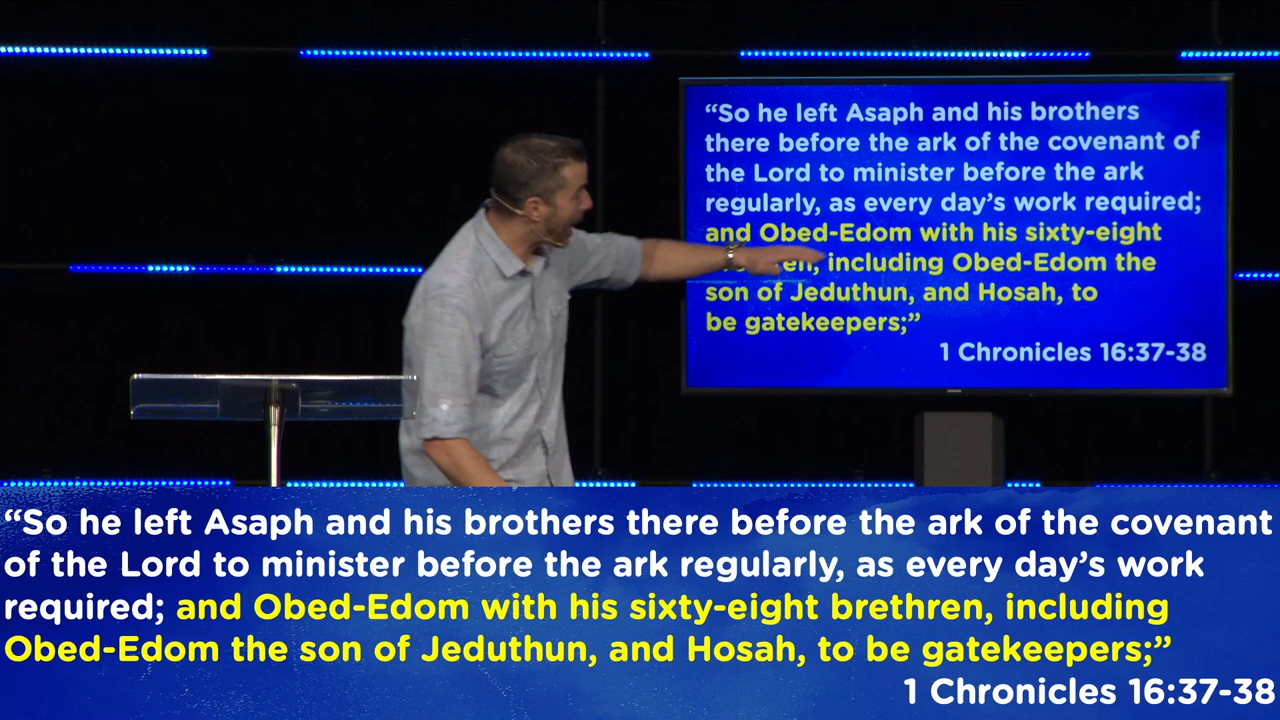 “So he left Asaph and his brothers
there before the ark of the covenant of
the Lord to minister before the ark
regularly, as every day’s work required;
and Obed-Edom with his sixty-eight
including Obed-Edom the
son of Jeduthun, and Hosah, to
be gatekeepers;”
1 Chronicles 16:37-38
“So he left Asaph and his brothers there before the ark of the covenant
of the Lord to minister before the ark regularly, as every day’s work
required; and Obed-Edom with his sixty-eight brethren, including
Obed-Edom the son of Jeduthun, and Hosah, to be gatekeepers;”
1 Chronicles 16:37-38